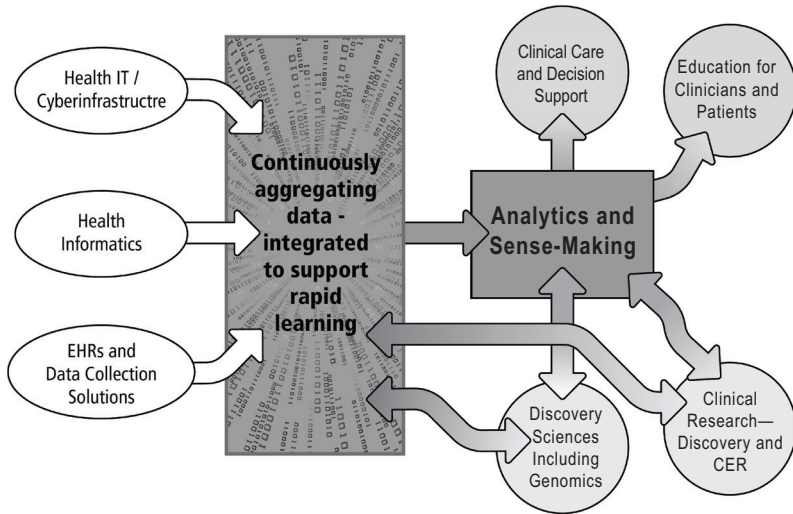 Health IT /
Cyberinfrastructre
Health
Informatics
EHRs and
Data Collection
Solutions
Continuously
aggregating
data -
integrated
to support
rapid
learning
Analytics and
Sense-Making
Clinical Care
and Decision
Support
Education for
Clinicians and
Patients
Discovery
Sciences
Including
Genomics
Clinical
Research—
Discovery and
CER